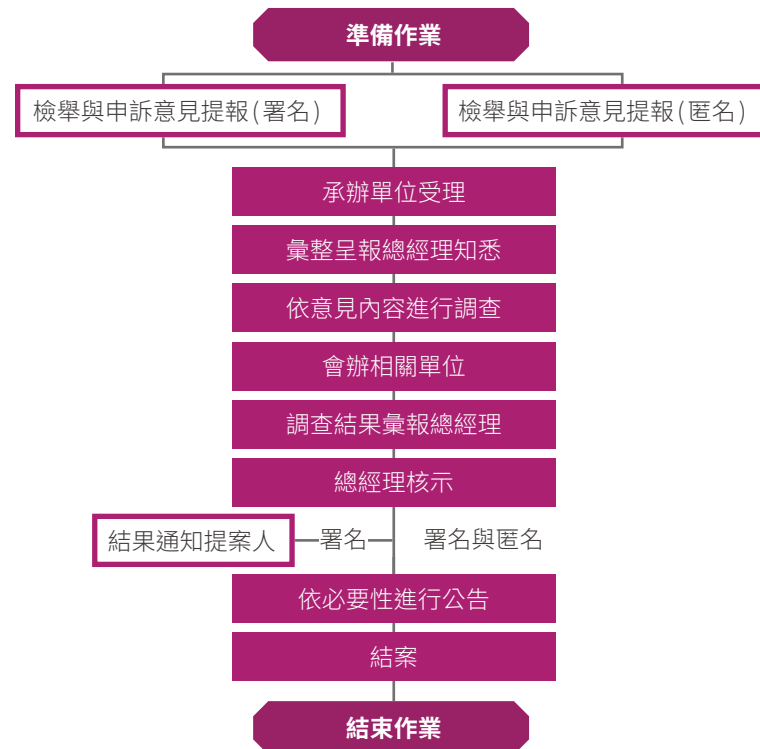 準備作業
檢舉與申訴意見提報(署名)
檢舉與申訴意見提報(匿名)
承辦單位受理
彙整呈報總經理知悉
依意見內容進行調查
會辦相關單位
調查結果彙報總經理
總經理核示
結果通知提案人
署名
署名與匿名
依必要性進行公告
結案
結束作業